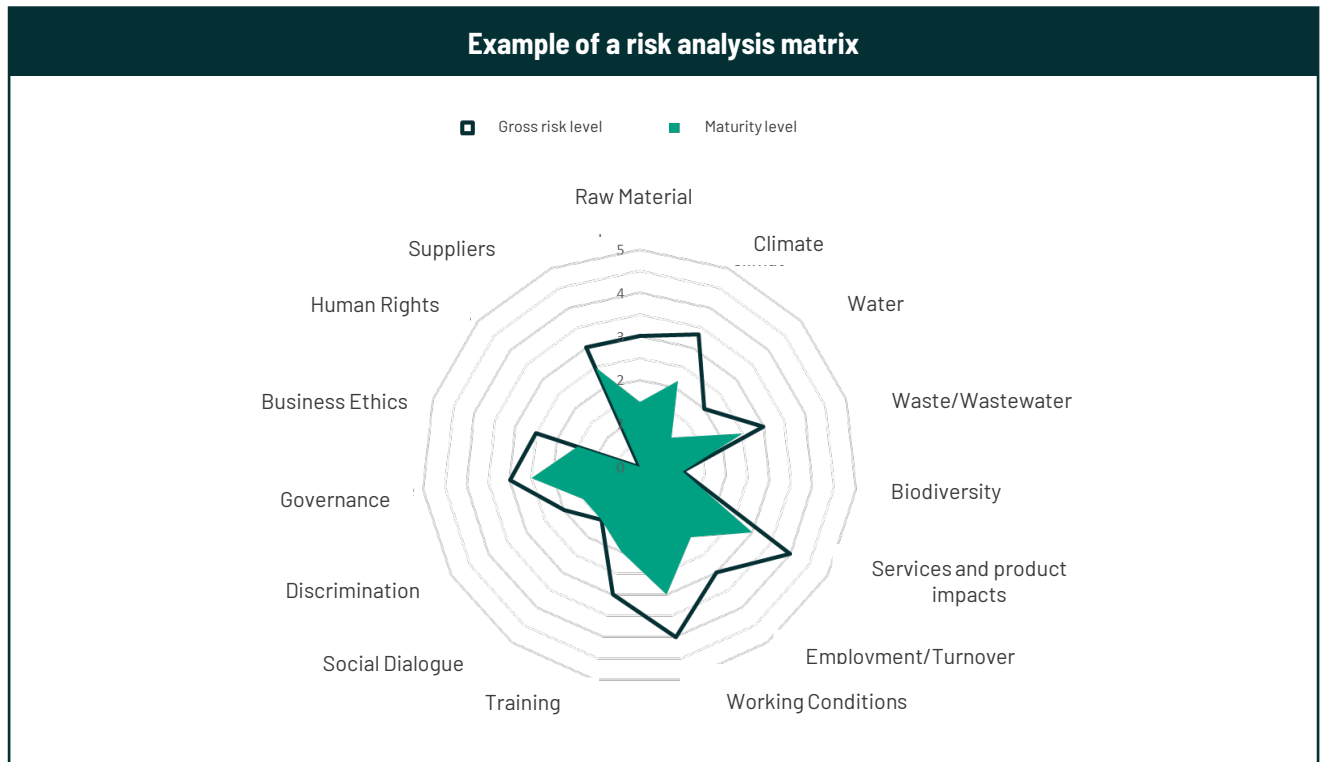 Example of a risk analysis matrix
Gross risk level
Maturity level
Raw Material
Suppliers
Climate
Human Rights
Water
Business Ethics
Waste/Wastewater
Governance
Biodiversity
Discrimination
Services and product
impacts
Social Dialogue
Employment/Turnover
Training
Working Conditions
5
4
3
2
1
0